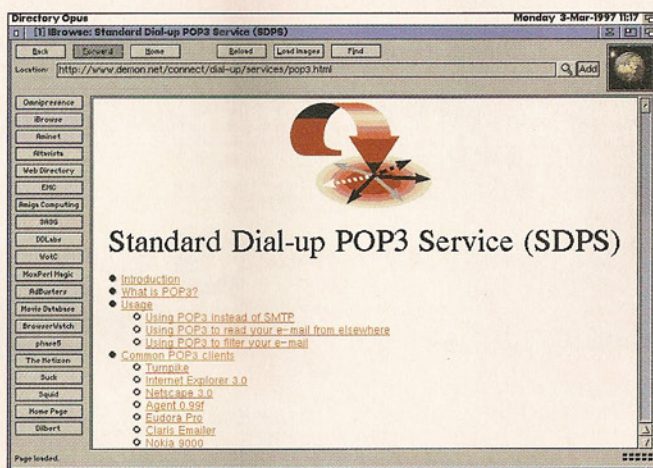 Directory Opus
Monday 3-Mar-1997 11:17
[1] IBrowse: Standard Dial-up POP3 Service (SDPS)
Back Forward Home Reload Load Images Find
Location: http://www.demon.net/connect/dial-up/services/pop3.html Add
Omnipresence
iBrowse
Aminet
Altavista
Web Directory
EMC
Amiga Computing
SASG
DOLabs
WotC
MoxPerl Magic
AdBusters
Movie Database
BrowserWatch
phase5
The Netizen
Suck
Squid
Home Page
Dilbert
Standard Dial-up POP3 Service (SDPS)
Introduction
What is POP3?
Usage
Using POP3 instead of SMTP
Using POP3 to read your e-mail from elsewhere
Using POP3 to filter your e-mail
Common POP3 clients
Turnpike
Internet Explorer 3.0
Netscape 3.0
Agent 0.99f
Eudora Pro
Claris Emailer
Nokia 9000
Page loaded.